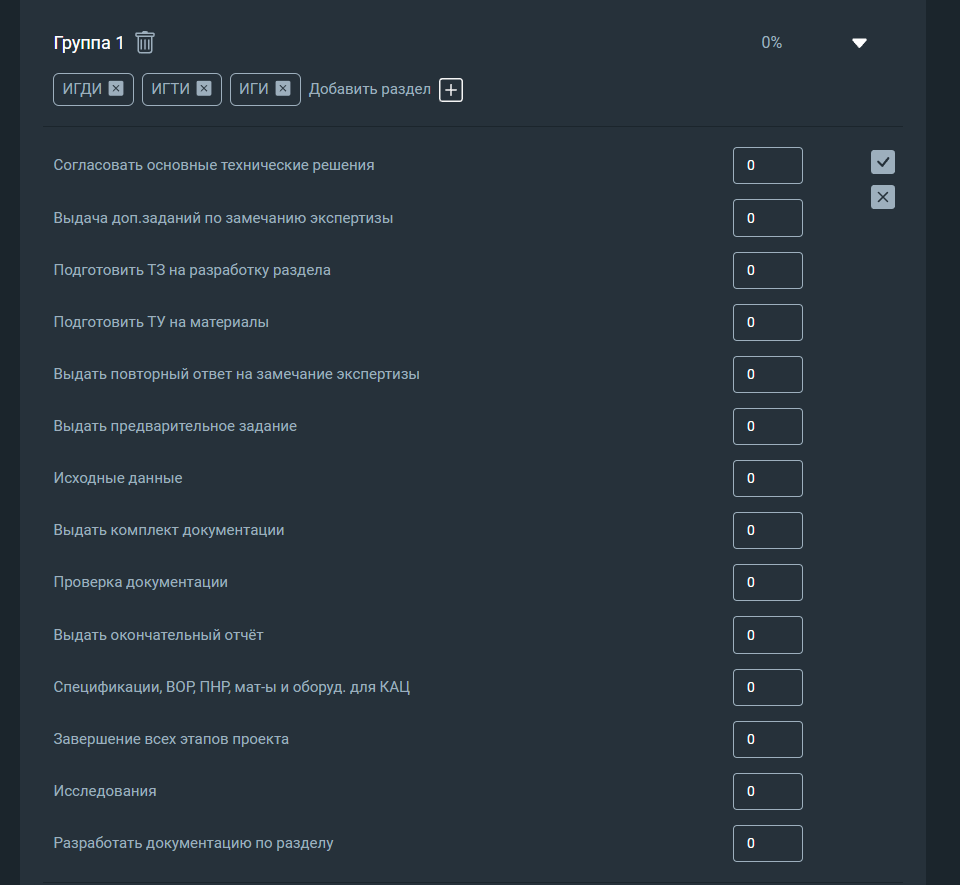 Группа 1 0%
ИГДИ ИГТИ ИГИ Добавить раздел
Согласовать основные технические решения 0
Выдача доп.заданий по замечанию экспертизы 0
Подготовить ТЗ на разработку раздела 0
Подготовить ТУ на материалы 0
Выдать повторный ответ на замечание экспертизы 0
Выдать предварительное задание 0
Исходные данные 0
Выдать комплект документации 0
Проверка документации 0
Выдать окончательный отчёт 0
Спецификации, ВОР, ПНР, мат-ы и оборуд. для КАЦ 0
Завершение всех этапов проекта 0
Исследования 0
Разработать документацию по разделу 0